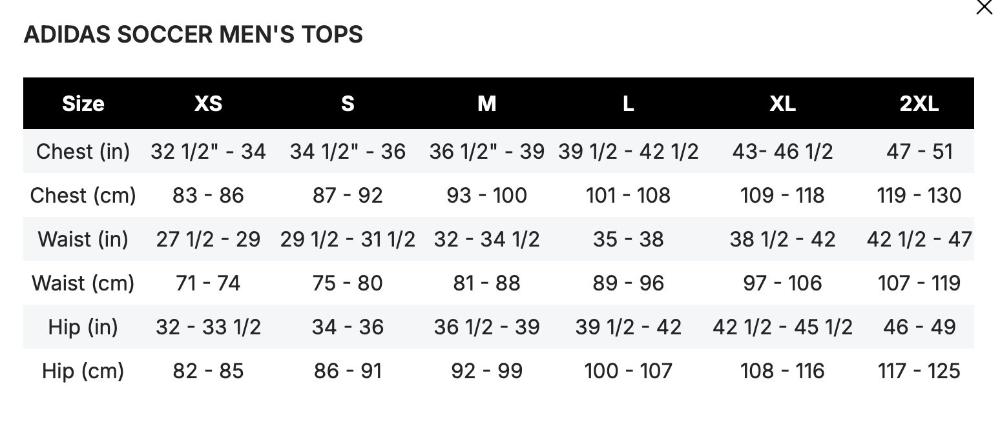 ADIDAS SOCCER MEN'S TOPS
Size XS S M L XL 2XL
Chest (in) 32 1/2" - 34 34 1/2" - 36 36 1/2" - 39 39 1/2 - 42 1/2 43- 46 1/2 47 - 51
Chest (cm) 83 - 86 87 - 92 93 - 100 101 - 108 109 - 118 119 - 130
Waist (in) 27 1/2 - 29 29 1/2 - 31 1/2 32 - 34 1/2 35 - 38 38 1/2 - 42 42 1/2 - 47
Waist (cm) 71 - 74 75 - 80 81 - 88 89 - 96 97 - 106 107 - 119
Hip (in) 32 - 33 1/2 34 - 36 36 1/2 - 39 39 1/2 - 42 42 1/2 - 45 1/2 46 - 49
Hip (cm) 82 - 85 86 - 91 92 - 99 100 - 107 108 - 116 117 - 125